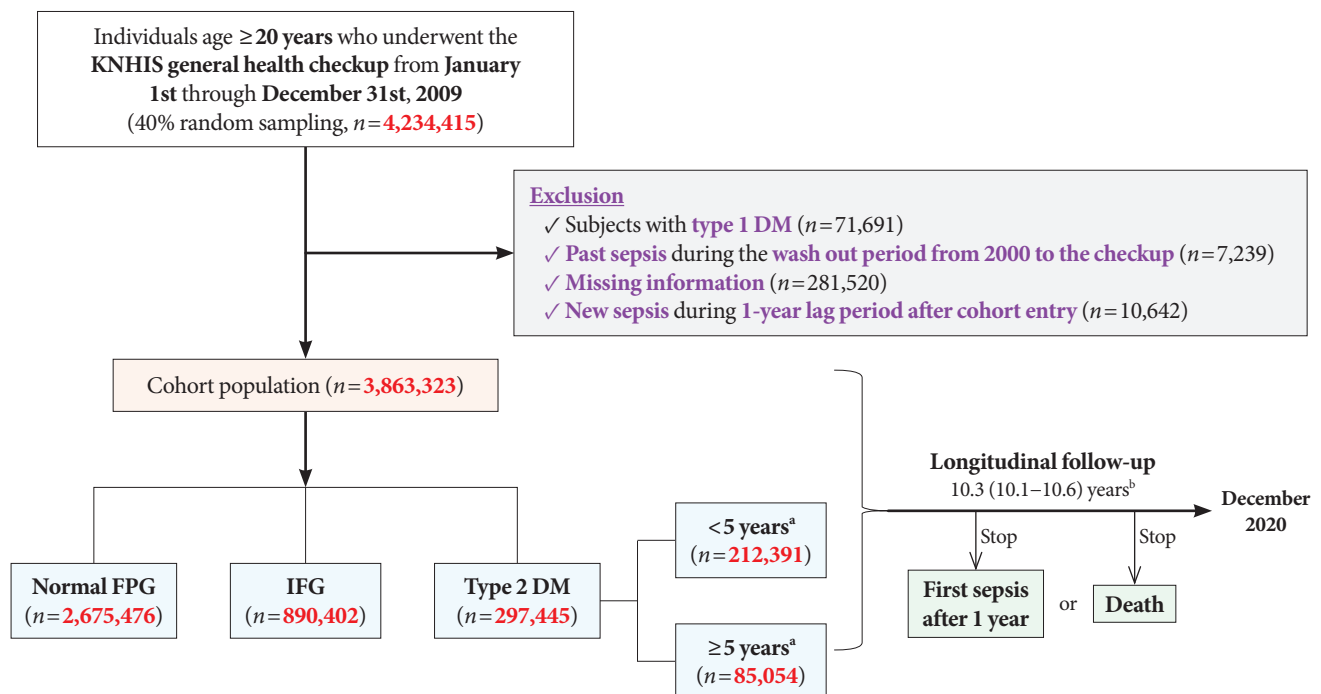 Individuals age ≥20 years who underwent the
KNHIS general health checkup from January
1st through December 31st, 2009
(40% random sampling, n=4,234,415)
Exclusion
✓ Subjects with type 1 DM (n=71,691)
✓ Past sepsis during the wash out period from 2000 to the checkup (n=7,239)
✓ Missing information (n=281,520)
✓ New sepsis during 1-year lag period after cohort entry (n=10,642)
Cohort population (n=3,863,323)
Normal FPG
(n=2,675,476)
IFG
(n=890,402)
Type 2 DM
(n=297,445)
<5 yearsᵃ
(n=212,391)
≥5 yearsᵃ
(n=85,054)
Longitudinal follow-up
10.3 (10.1–10.6) yearsᵇ
December
2020
Stop
Stop
First sepsis
after 1 year
or
Death